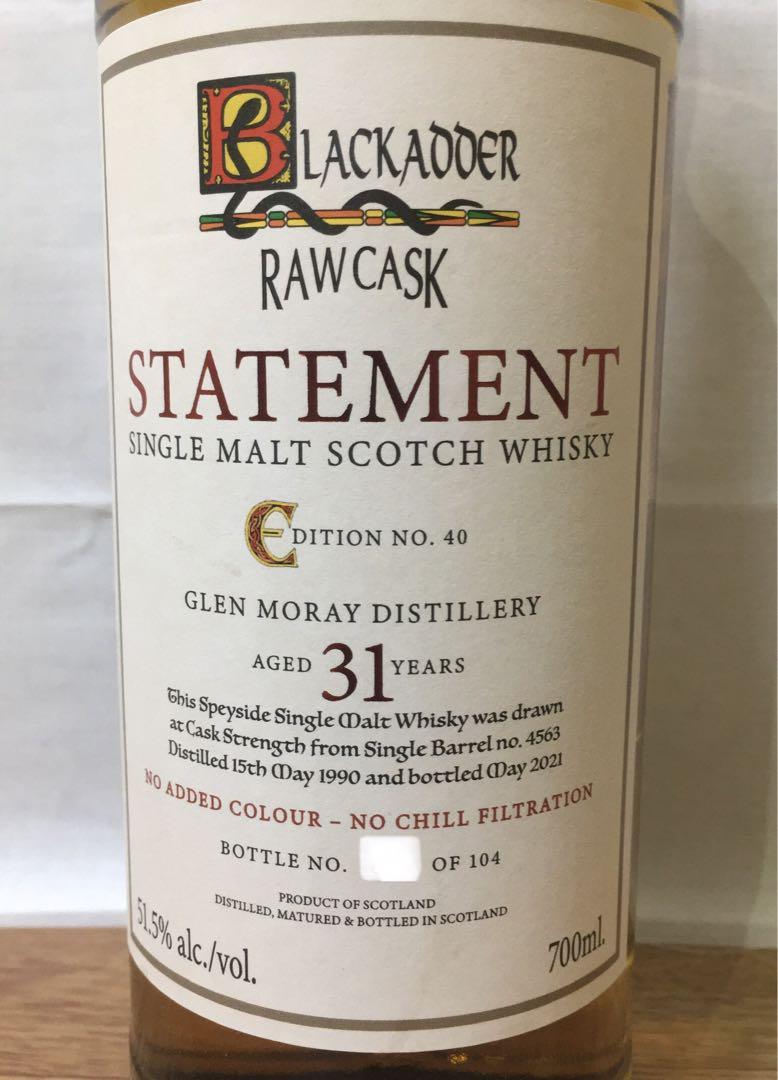 BLACKADDER
RAW CASK
STATEMENT
SINGLE MALT SCOTCH WHISKY
EDITION NO. 40
GLEN MORAY DISTILLERY
AGED 31 YEARS
This Speyside Single Malt Whisky was drawn
at Cask Strength from Single Barrel no. 4563
Distilled 15th May 1990 and bottled May 2021
NO ADDED COLOUR – NO CHILL FILTRATION
BOTTLE NO. OF 104
PRODUCT OF SCOTLAND
DISTILLED, MATURED & BOTTLED IN SCOTLAND
51.5% alc./vol.
700ml.